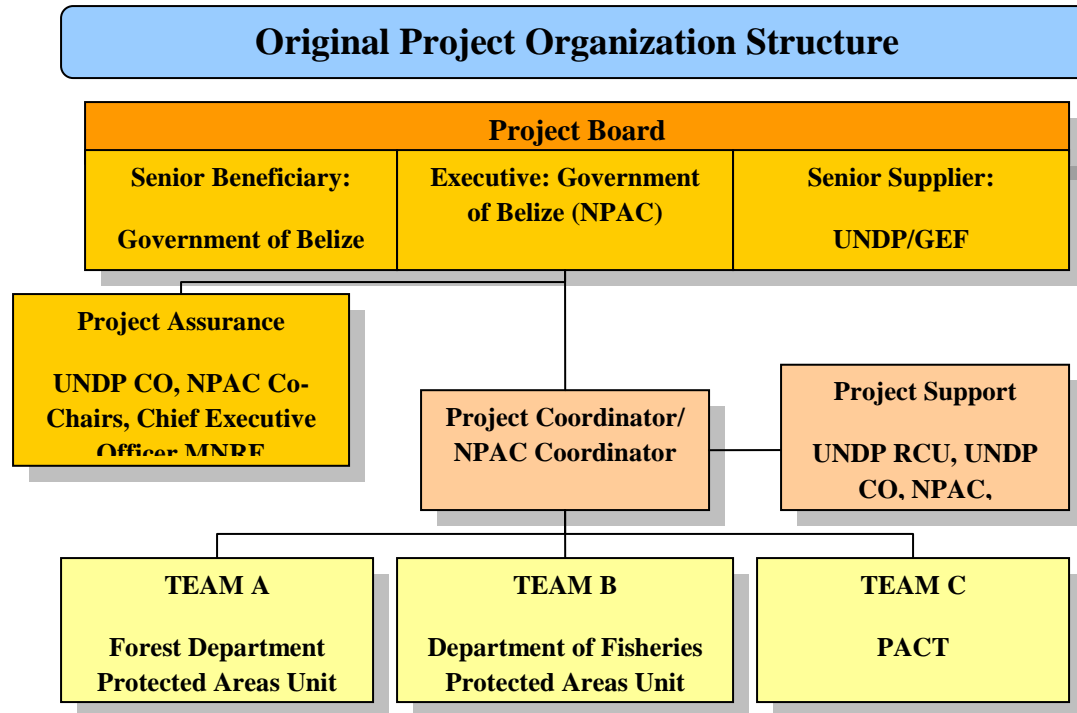 Original Project Organization Structure
Project Board
Senior Beneficiary:
Government of Belize
Executive: Government
of Belize (NPAC)
Senior Supplier:
UNDP/GEF
Project Assurance
UNDP CO, NPAC Co-
Chairs, Chief Executive
Officer MNRE
Project Coordinator/
NPAC Coordinator
Project Support
UNDP RCU, UNDP
CO, NPAC,
TEAM A
Forest Department
Protected Areas Unit
TEAM B
Department of Fisheries
Protected Areas Unit
TEAM C
PACT